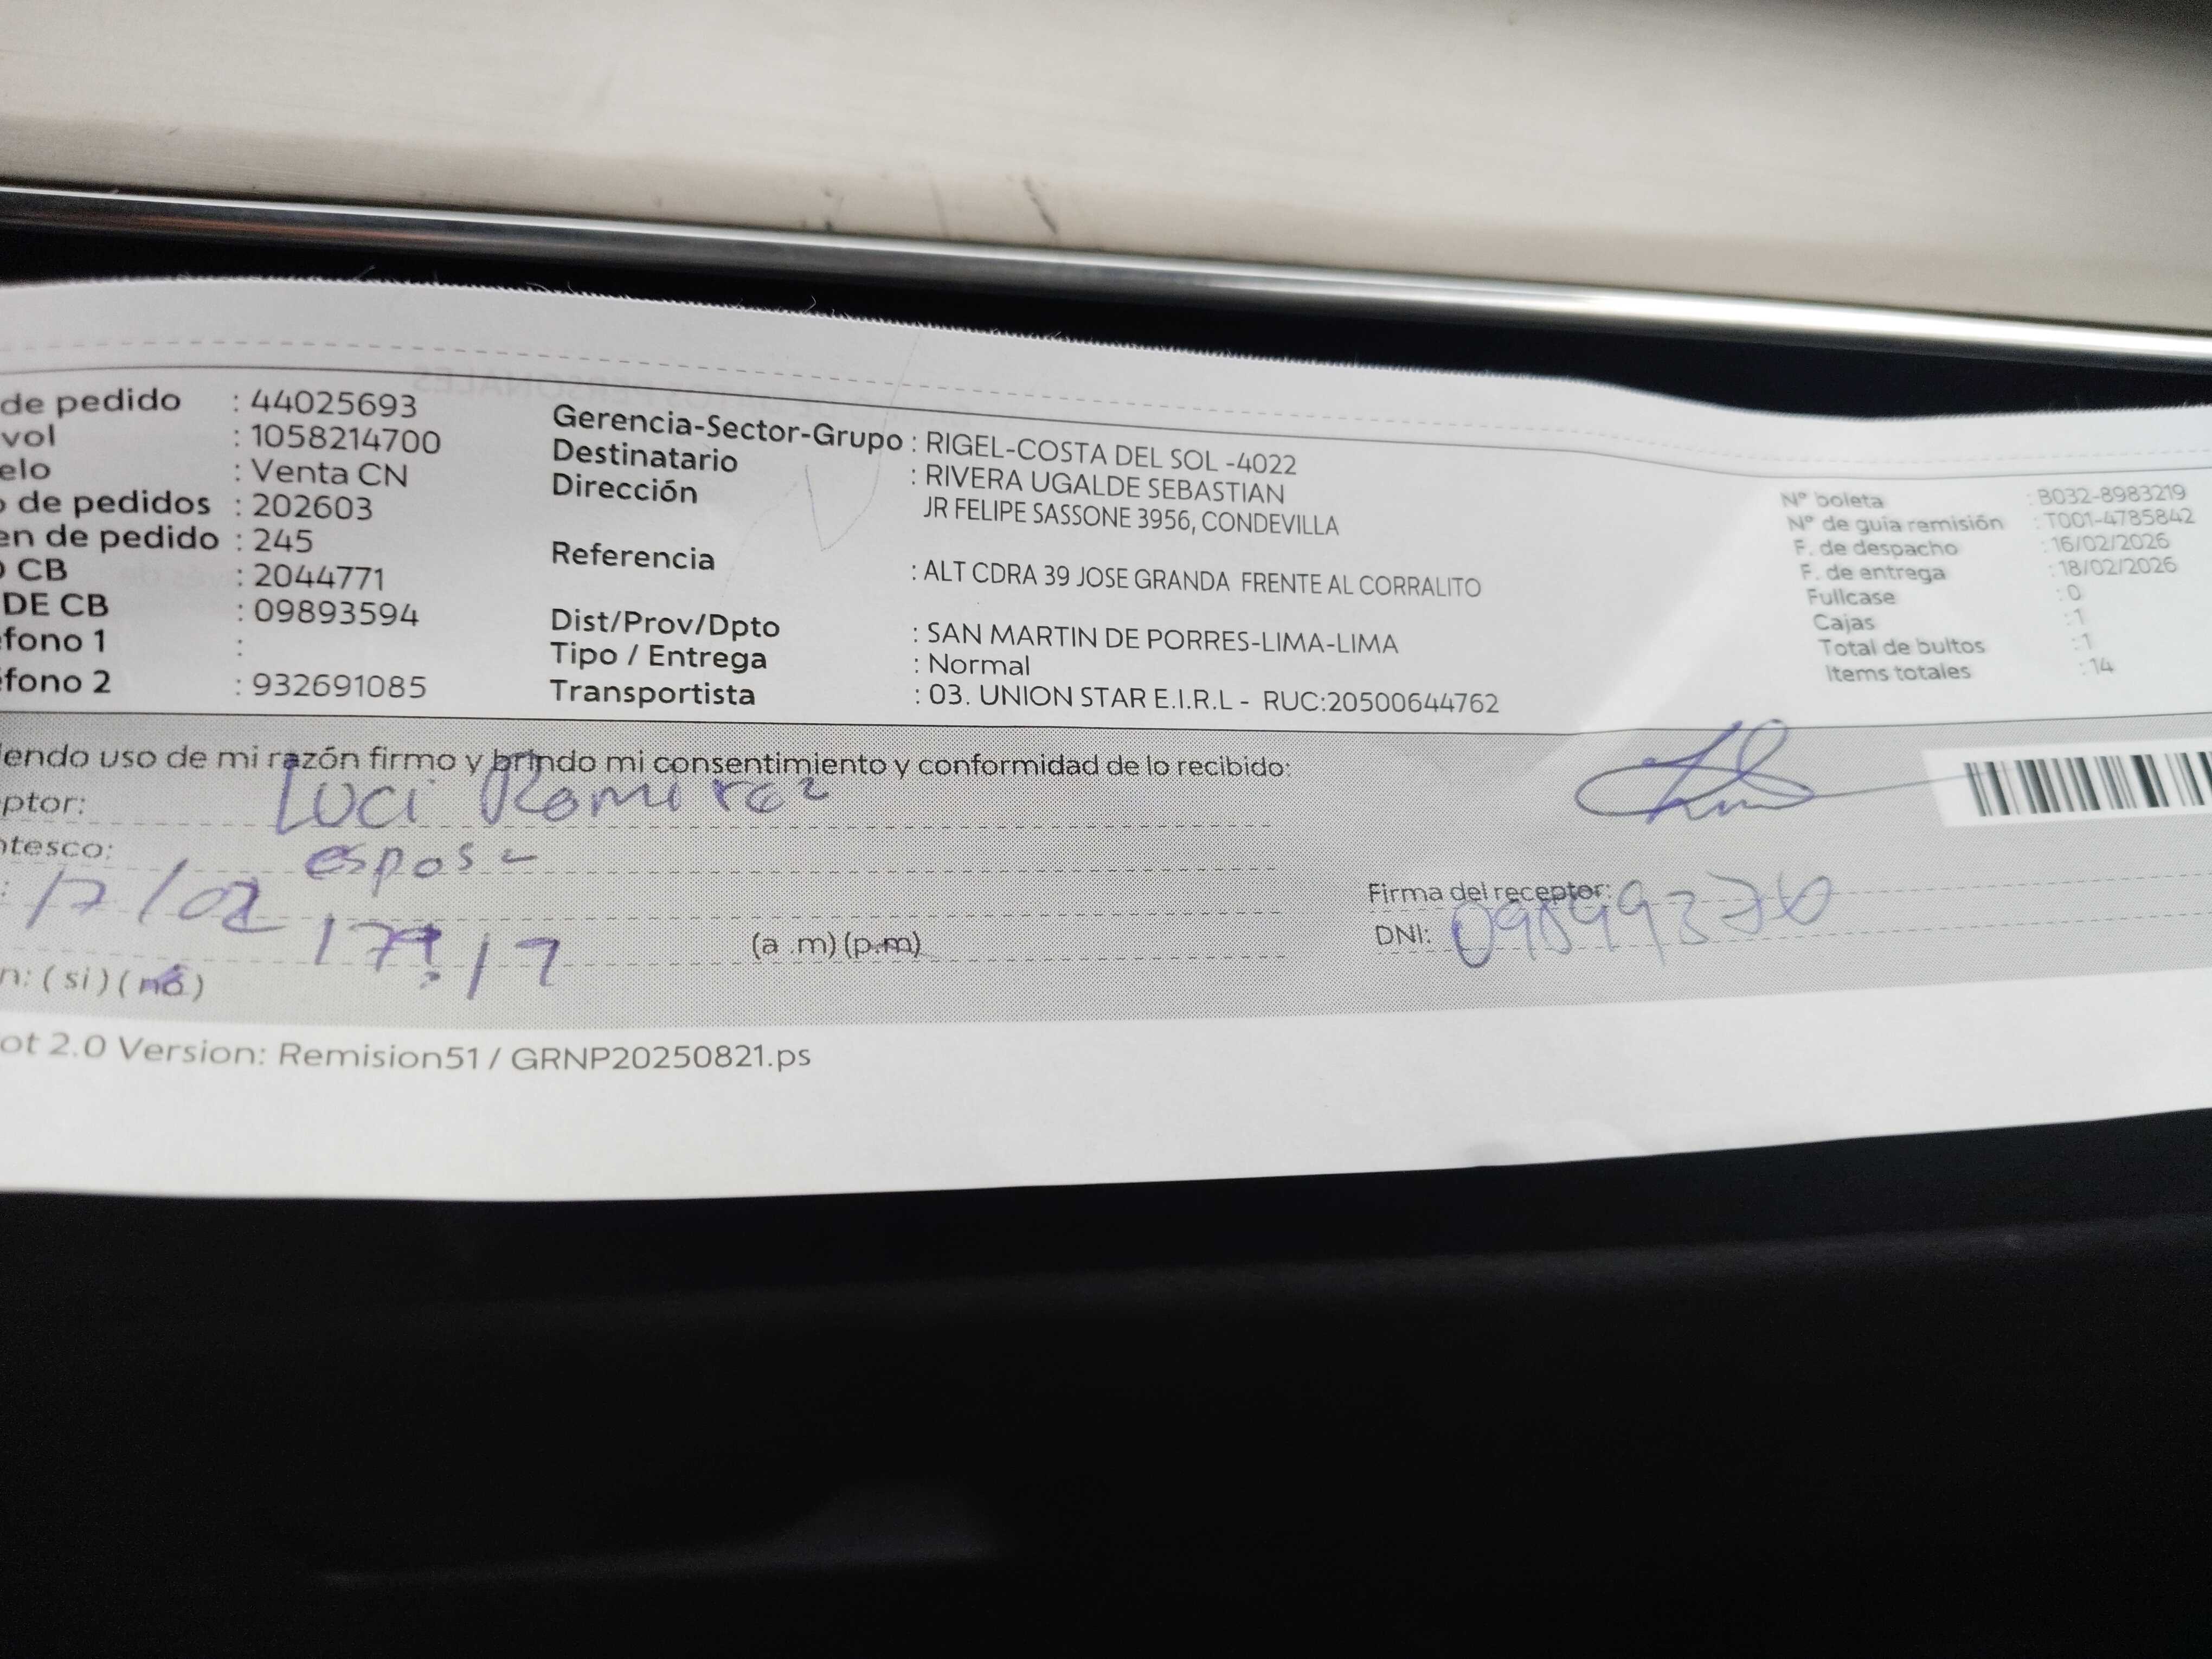 de pedido : 44025693
vol : 1058214700
elo : Venta CN
o de pedidos : 202603
en de pedido : 245
O CB : 2044771
DE CB : 09893594
éfono 1 :
éfono 2 : 932691085
Gerencia-Sector-Grupo : RIGEL-COSTA DEL SOL -4022
Destinatario : RIVERA UGALDE SEBASTIAN
Dirección JR FELIPE SASSONE 3956, CONDEVILLA
Referencia : ALT CDRA 39 JOSE GRANDA FRENTE AL CORRALITO
Dist/Prov/Dpto : SAN MARTIN DE PORRES-LIMA-LIMA
Tipo / Entrega : Normal
Transportista : 03. UNION STAR E.I.R.L - RUC:20500644762
N° boleta : B032-8983219
N° de guía remisión : T001-4785842
F. de despacho : 16/02/2026
F. de entrega : 18/02/2026
Fullcase : 0
Cajas : 1
Total de bultos : 1
Items totales : 14
iendo uso de mi razón firmo y brindo mi consentimiento y conformidad de lo recibido:
ptor: Luci Ramirez
ntesco: esposa
: 17/02
17:17 (a .m) (p.m)
n: ( si ) ( no )
Firma del receptor:
DNI:
ot 2.0 Version: Remision51 / GRNP20250821.ps